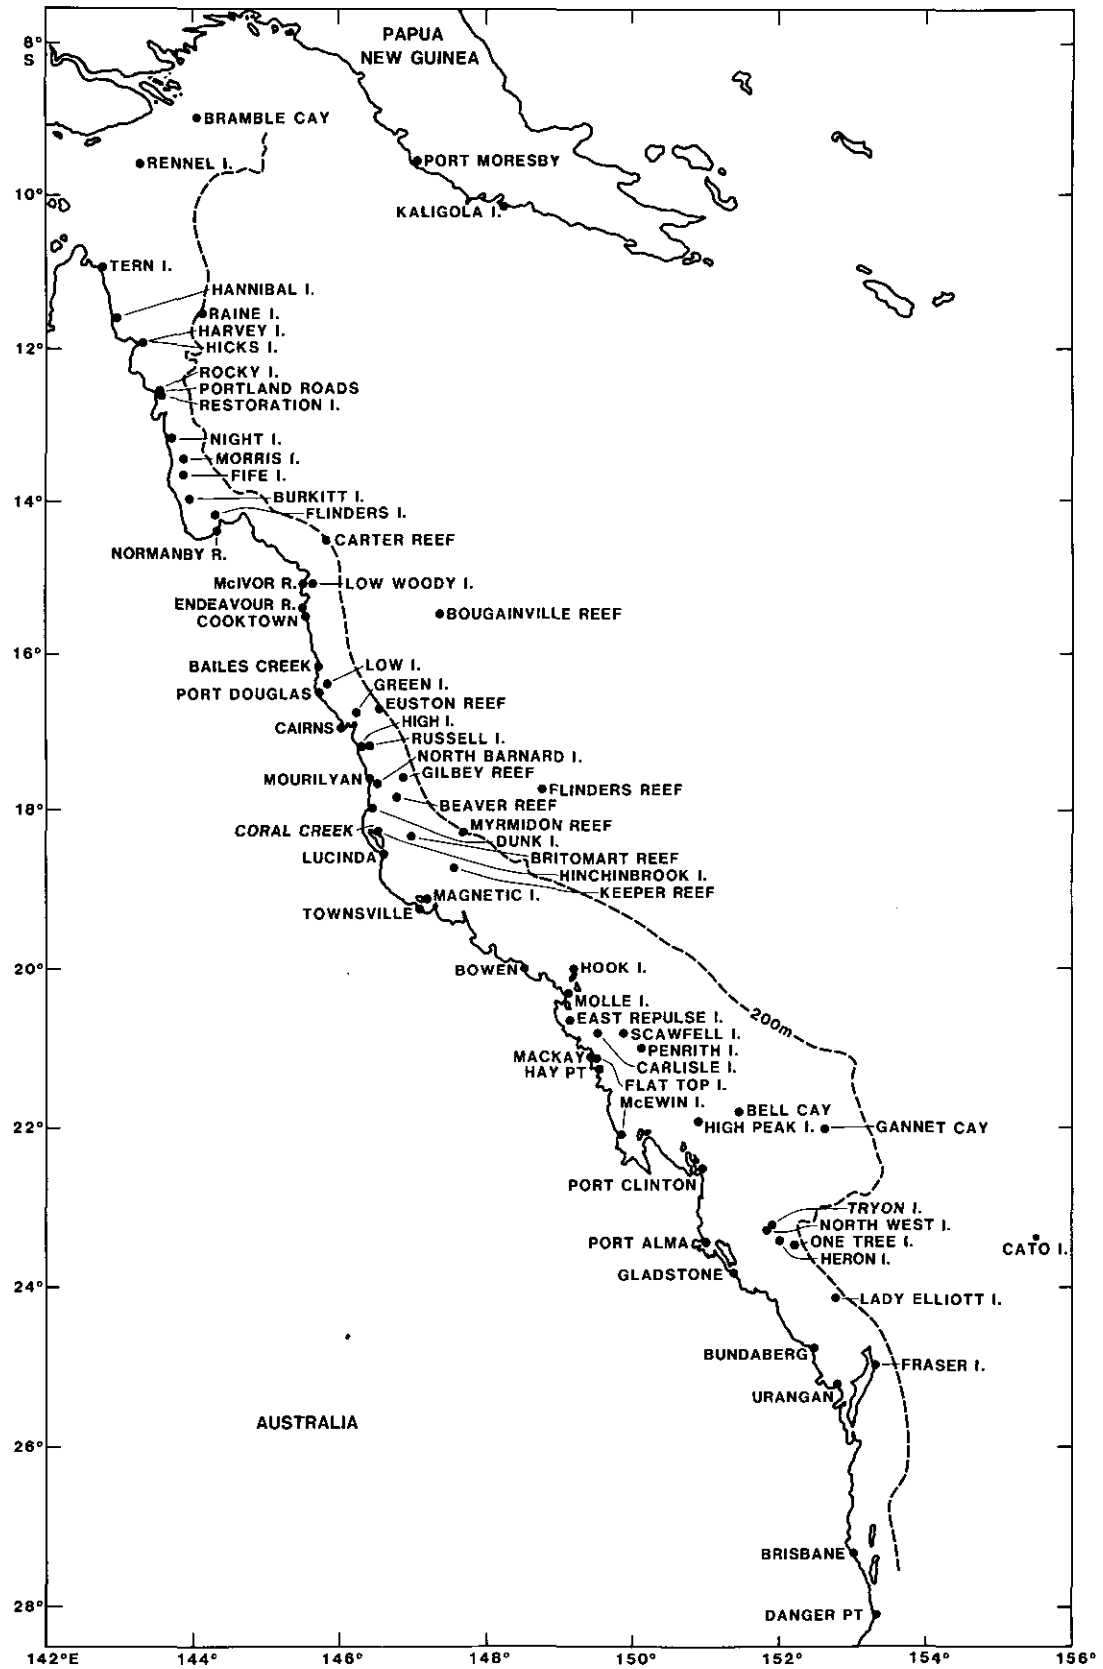 8°
S
PAPUA
NEW GUINEA
BRAMBLE CAY
RENNEL I.
PORT MORESBY
10°
KALIGOLA I.
TERN I.
HANNIBAL I.
RAINE I.
HARVEY I.
HICKS I.
12°
ROCKY I.
PORTLAND ROADS
RESTORATION I.
NIGHT I.
MORRIS I.
FIFE I.
BURKITT I.
14°
FLINDERS I.
CARTER REEF
NORMANBY R.
McIVOR R.
LOW WOODY I.
ENDEAVOUR R.
COOKTOWN
BOUGAINVILLE REEF
16°
BAILES CREEK
LOW I.
GREEN I.
PORT DOUGLAS
EUSTON REEF
HIGH I.
CAIRNS
RUSSELL I.
NORTH BARNARD I.
MOURILYAN
GILBEY REEF
FLINDERS REEF
BEAVER REEF
18°
MYRMIDON REEF
CORAL CREEK
DUNK I.
LUCINDA
BRITOMART REEF
HINCHINBROOK I.
KEEPER REEF
MAGNETIC I.
TOWNSVILLE
20°
BOWEN
HOOK I.
MOLLE I.
EAST REPULSE I.
200m
SCAWFELL I.
PENRITH I.
MACKAY
CARLISLE I.
HAY PT
FLAT TOP I.
McEWIN I.
BELL CAY
22°
HIGH PEAK I.
GANNET CAY
PORT CLINTON
TRYON I.
NORTH WEST I.
PORT ALMA
ONE TREE I.
HERON I.
CATO I.
GLADSTONE
24°
LADY ELLIOTT I.
BUNDABERG
FRASER I.
URANGAN
AUSTRALIA
26°
BRISBANE
28°
DANGER PT
142°E 144° 146° 148° 150° 152° 154° 156°